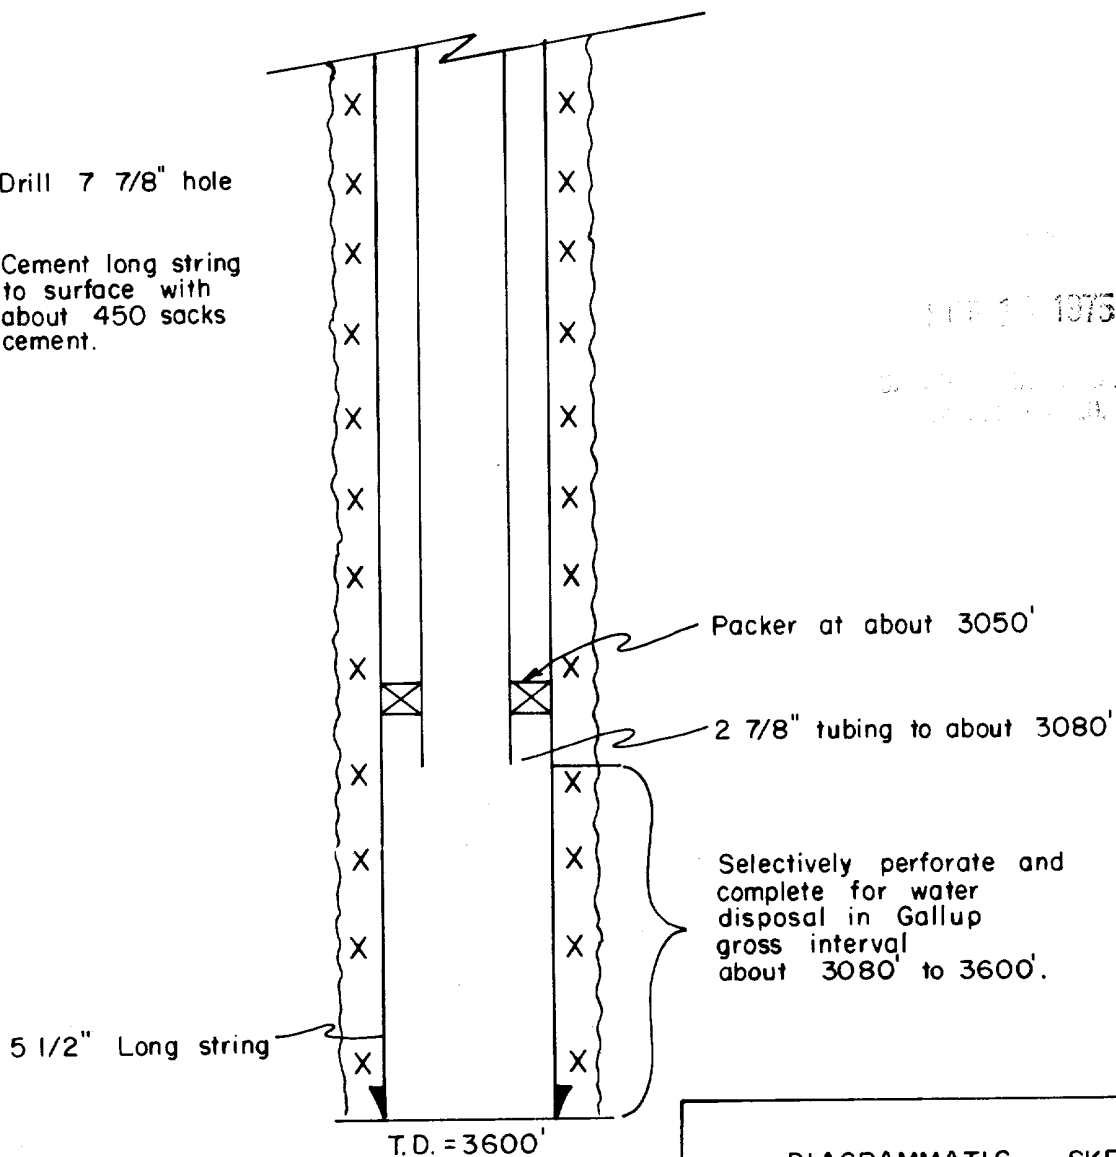 Drill 7 7/8" hole
Cement long string
to surface with
about 450 sacks
cement.
1975
Packer at about 3050'
2 7/8" tubing to about 3080'
Selectively perforate and
complete for water
disposal in Gallup
gross interval
about 3080' to 3600'.
5 1/2" Long string
T.D. = 3600'
DIAGRAMMATIC